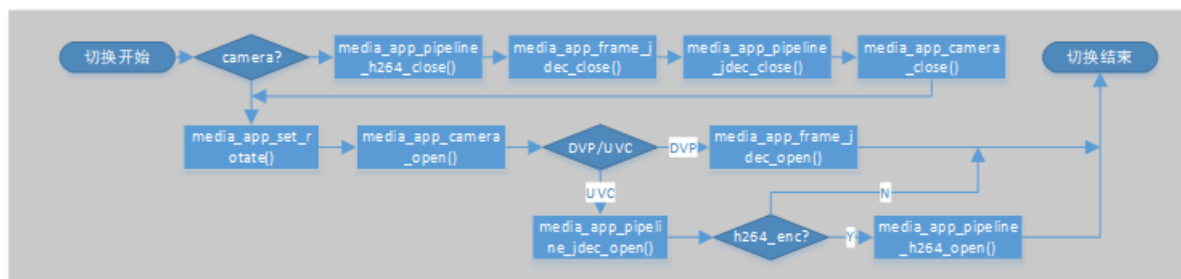 切换开始
camera?
media_app_pipeline
_h264_close()
media_app_frame_j
dec_close()
media_app_pipeline
_jdec_close()
media_app_camera
_close()
切换结束
media_app_set_r
otate()
media_app_camera
_open()
DVP/UVC
DVP
media_app_frame_j
dec_open()
UVC
N
media_app_pipeli
ne_jdec_open()
h264_enc?
Y
media_app_pipeline
_h264_open()